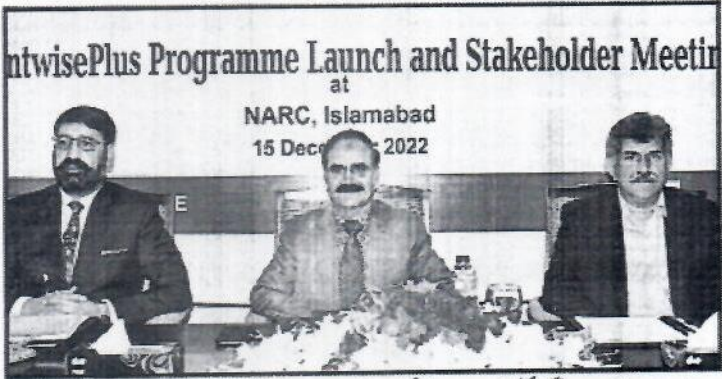 ntwisePlus Programme Launch and Stakeholder Meetin
at
NARC, Islamabad
15 Dece r 2022
E